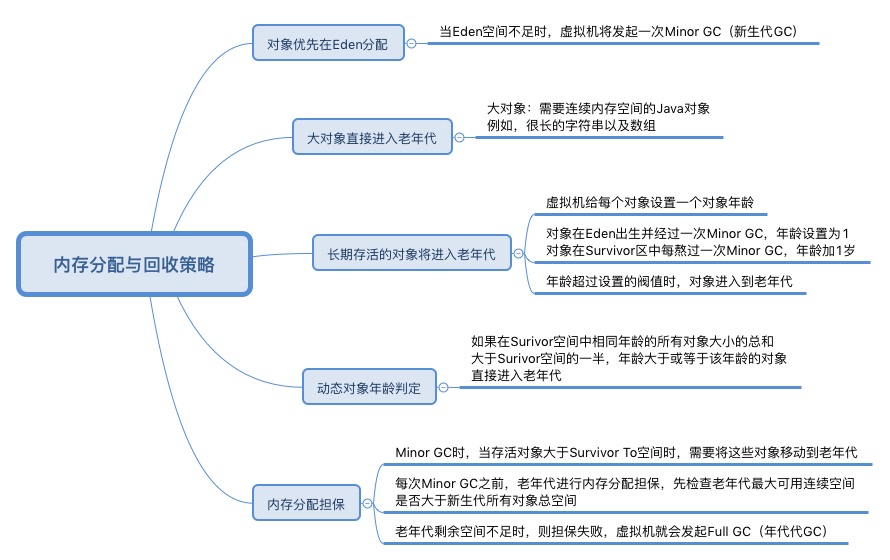 对象优先在Eden分配
当Eden空间不足时，虚拟机将发起一次Minor GC（新生代GC）
大对象直接进入老年代
大对象：需要连续内存空间的Java对象
例如，很长的字符串以及数组
内存分配与回收策略
长期存活的对象将进入老年代
虚拟机给每个对象设置一个对象年龄
对象在Eden出生并经过一次Minor GC，年龄设置为1
对象在Survivor区中每熬过一次Minor GC，年龄加1岁
年龄超过设置的阀值时，对象进入到老年代
动态对象年龄判定
如果在Surivor空间中相同年龄的所有对象大小的总和
大于Surivor空间的一半，年龄大于或等于该年龄的对象
直接进入老年代
内存分配担保
Minor GC时，当存活对象大于Survivor To空间时，需要将这些对象移动到老年代
每次Minor GC之前，老年代进行内存分配担保，先检查老年代最大可用连续空间
是否大于新生代所有对象总空间
老年代剩余空间不足时，则担保失败，虚拟机就会发起Full GC（年代代GC）